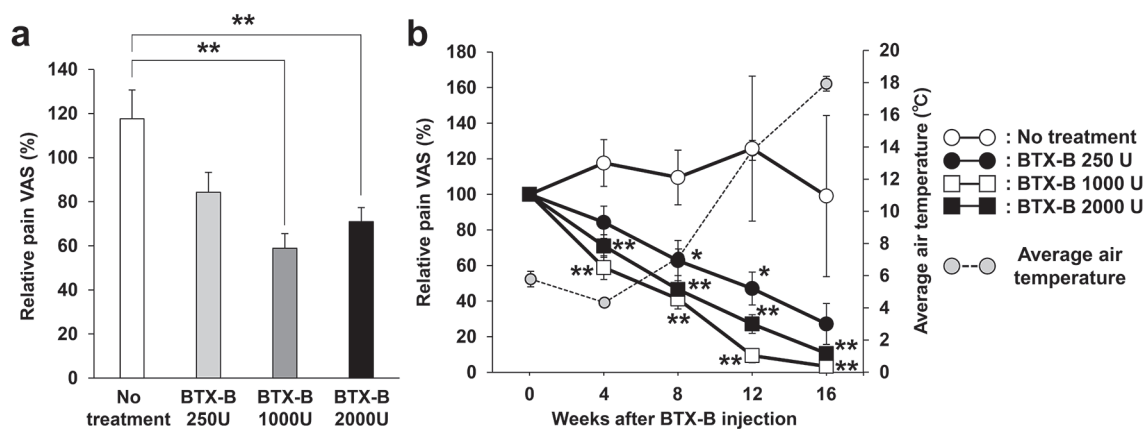 a
**
**
Relative pain VAS (%)
140
120
100
80
60
40
20
0
No treatment
BTX-B 250U
BTX-B 1000U
BTX-B 2000U
b
Relative pain VAS (%)
180
160
140
120
100
80
60
40
20
0
**
**
*
**
**
*
**
**
**
**
0 4 8 12 16
Weeks after BTX-B injection
20
18
16
14
12
10
8
6
4
2
0
Average air temperature (℃)
: No treatment
: BTX-B 250 U
: BTX-B 1000 U
: BTX-B 2000 U
Average air
temperature